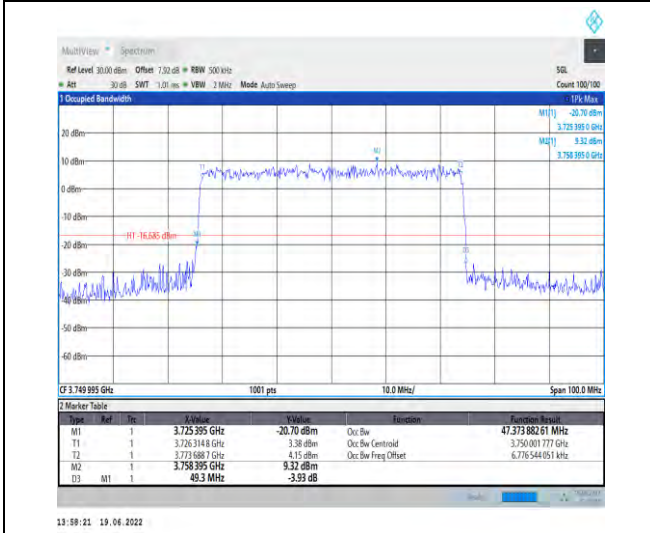 MultiView Spectrum
Ref Level 30.00 dBm Offset 7.92 dB RBW 500 kHz SGL
Att 30 dB SWT 1.01 ms VBW 2 MHz Mode Auto Sweep Count 100/100
1 Occupied Bandwidth 1Pk Max
M1[1] -20.70 dBm
3.725 395 0 GHz
M2[1] 9.32 dBm
3.758 395 0 GHz
20 dBm
M2
10 dBm
T1
0 dBm
-10 dBm
H1 -16.685 dBm
-20 dBm
-30 dBm
-40 dBm
-50 dBm
-60 dBm
CF 3.749 995 GHz 1001 pts 10.0 MHz/ Span 100.0 MHz
2 Marker Table
Type Ref Trc X-Value Y-Value Function Function Result
M1 1 3.725 395 GHz -20.70 dBm Occ Bw 47.373 882 61 MHz
T1 1 3.726 314 8 GHz 3.38 dBm Occ Bw Centroid 3.750 001 777 GHz
T2 1 3.773 688 7 GHz 4.15 dBm Occ Bw Freq Offset 6.776 544 051 kHz
M2 1 3.758 395 GHz 9.32 dBm
D3 M1 1 49.3 MHz -3.93 dB
13:58:21 19.06.2022